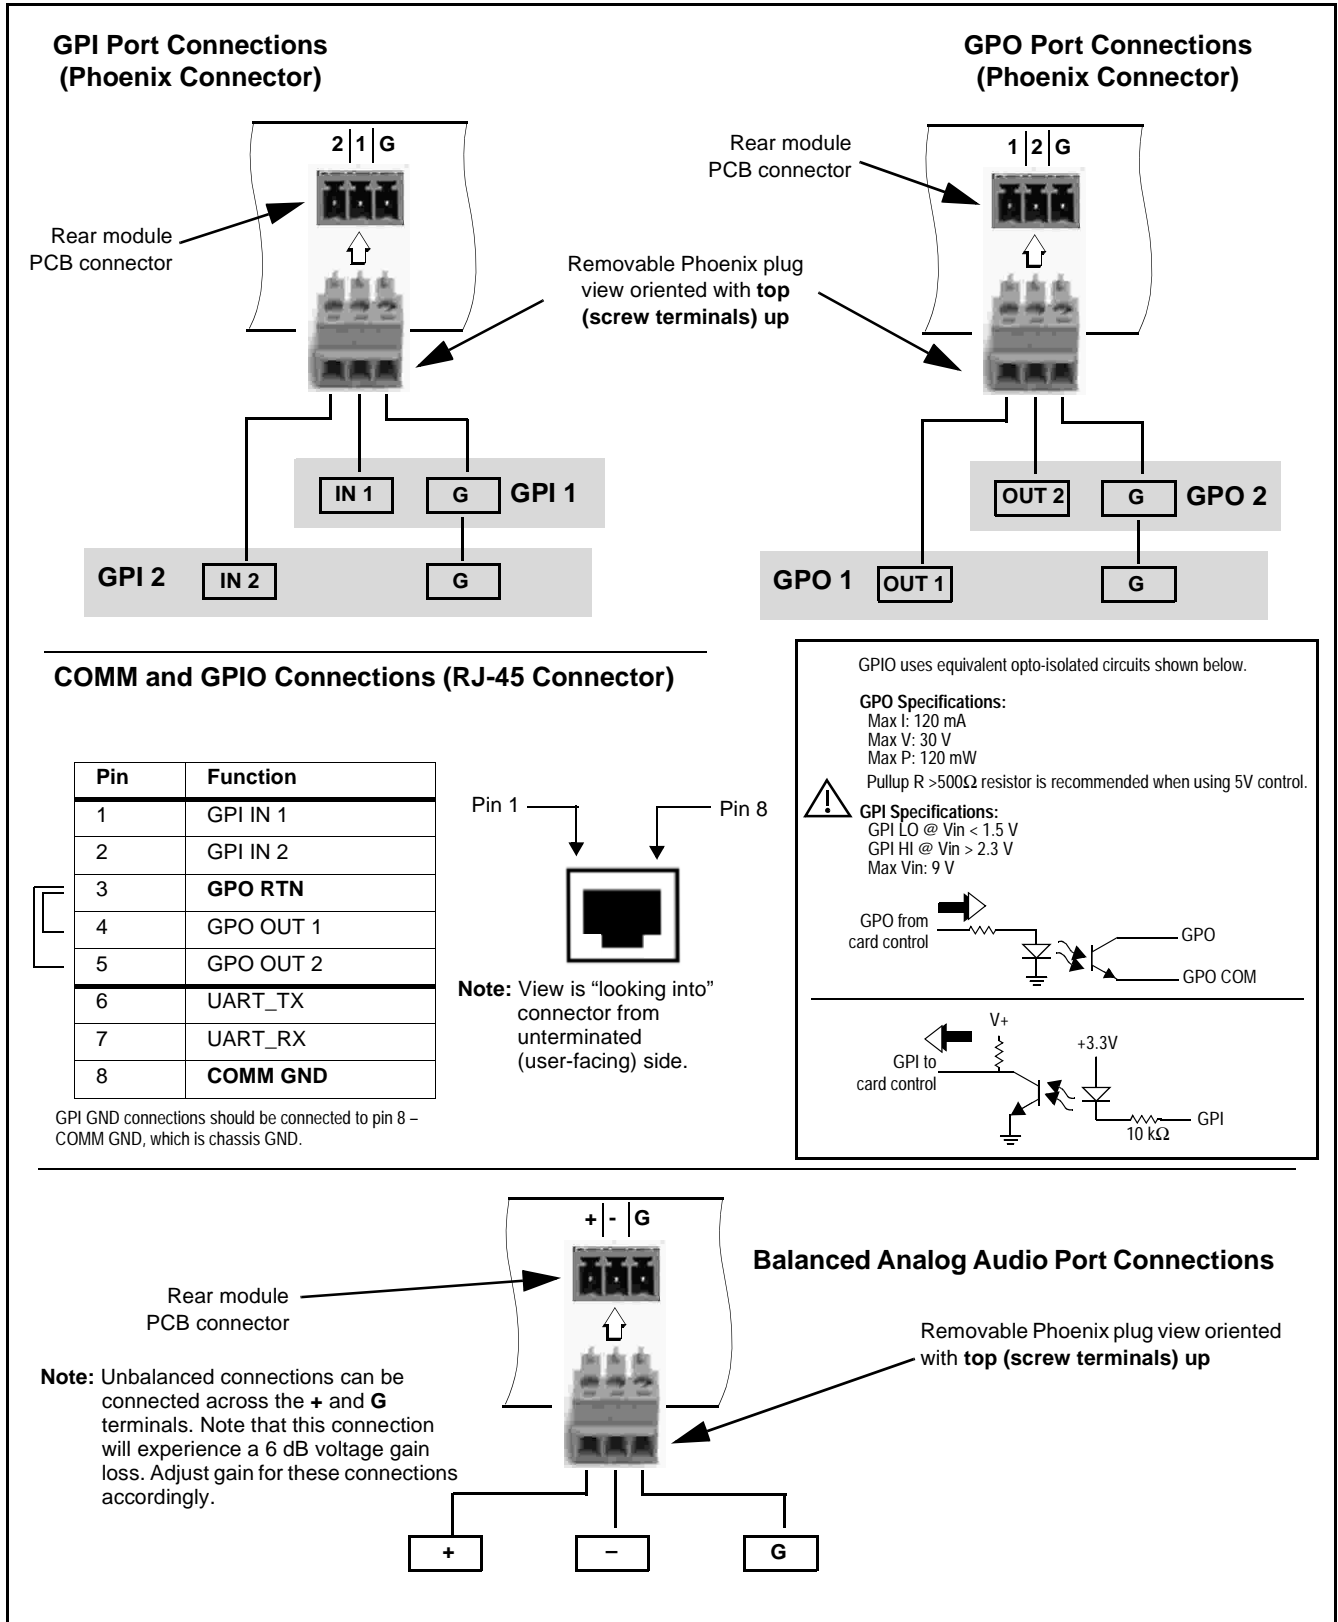 GPI Port Connections
(Phoenix Connector)
2 1 G
Rear module
PCB connector
GPO Port Connections
(Phoenix Connector)
1 2 G
Rear module
PCB connector
Removable Phoenix plug
view oriented with top
(screw terminals) up
IN 1 G GPI 1
GPI 2 IN 2 G
OUT 2 G GPO 2
GPO 1 OUT 1 G
COMM and GPIO Connections (RJ-45 Connector)
Pin Function
1 GPI IN 1
2 GPI IN 2
3 GPO RTN
4 GPO OUT 1
5 GPO OUT 2
6 UART_TX
7 UART_RX
8 COMM GND
GPI GND connections should be connected to pin 8 –
COMM GND, which is chassis GND.
Pin 1 Pin 8
Note: View is “looking into”
connector from
unterminated
(user-facing) side.
GPIO uses equivalent opto-isolated circuits shown below.
GPO Specifications:
Max I: 120 mA
Max V: 30 V
Max P: 120 mW
Pullup R >500Ω resistor is recommended when using 5V control.
!
GPI Specifications:
GPI LO @ Vin < 1.5 V
GPI HI @ Vin > 2.3 V
Max Vin: 9 V
GPO from
card control
GPO
GPO COM
V+
+3.3V
GPI to
card control
GPI
10 kΩ
+ - G
Balanced Analog Audio Port Connections
Rear module
PCB connector
Removable Phoenix plug view oriented
with top (screw terminals) up
Note: Unbalanced connections can be
connected across the + and G
terminals. Note that this connection
will experience a 6 dB voltage gain
loss. Adjust gain for these connections
accordingly.
+ – G